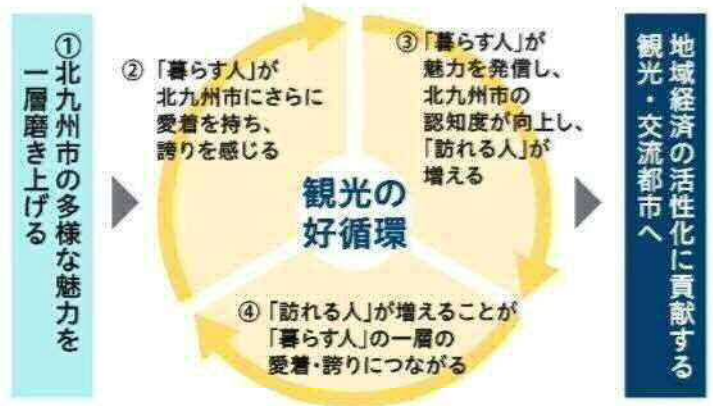 ①北九州市の多様な魅力を
一層磨き上げる
②「暮らす人」が
北九州市にさらに
愛着を持ち、
誇りを感じる
③「暮らす人」が
魅力を発信し、
北九州市の
認知度が向上し、
「訪れる人」が
増える
観光の
好循環
④「訪れる人」が増えることが
「暮らす人」の一層の
愛着・誇りにつながる
地域経済の活性化に貢献する
観光・交流都市へ